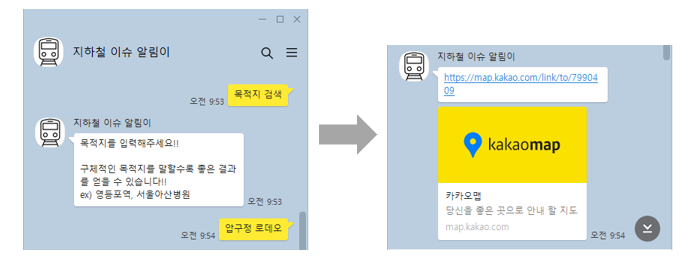 지하철 이슈 알림이
목적지 검색
오전 9:53
지하철 이슈 알림이
목적지를 입력해주세요!!
구체적인 목적지를 말할수록 좋은 결과
를 얻을 수 있습니다!!
ex) 영등포역, 서울아산병원
오전 9:53
압구정 로데오
오전 9:54
지하철 이슈 알림이
https://map.kakao.com/link/to/7990
409
kakaomap
카카오맵
당신을 좋은 곳으로 안내 할 지도
map.kakao.com
오전 9:54